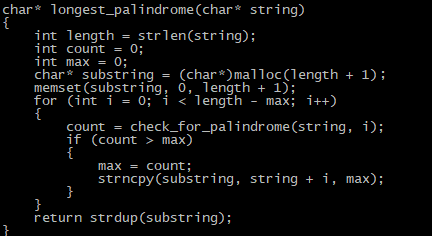 char* longest_palindrome(char* string)
{
    int length = strlen(string);
    int count = 0;
    int max = 0;
    char* substring = (char*)malloc(length + 1);
    memset(substring, 0, length + 1);
    for (int i = 0; i < length - max; i++)
    {
        count = check_for_palindrome(string, i);
        if (count > max)
        {
            max = count;
            strncpy(substring, string + i, max);
        }
    }
    return strdup(substring);
}